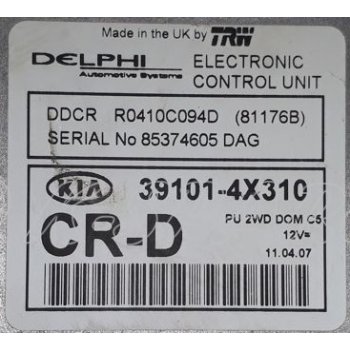 Made in the UK by TRW
DELPHI
Automotive Systems
ELECTRONIC
CONTROL UNIT
DDCR R0410C094D (81176B)
SERIAL No 85374605 DAG
KIA 39101-4X310
CR-D
PU 2WD DOM C5
12V=
11.04.07